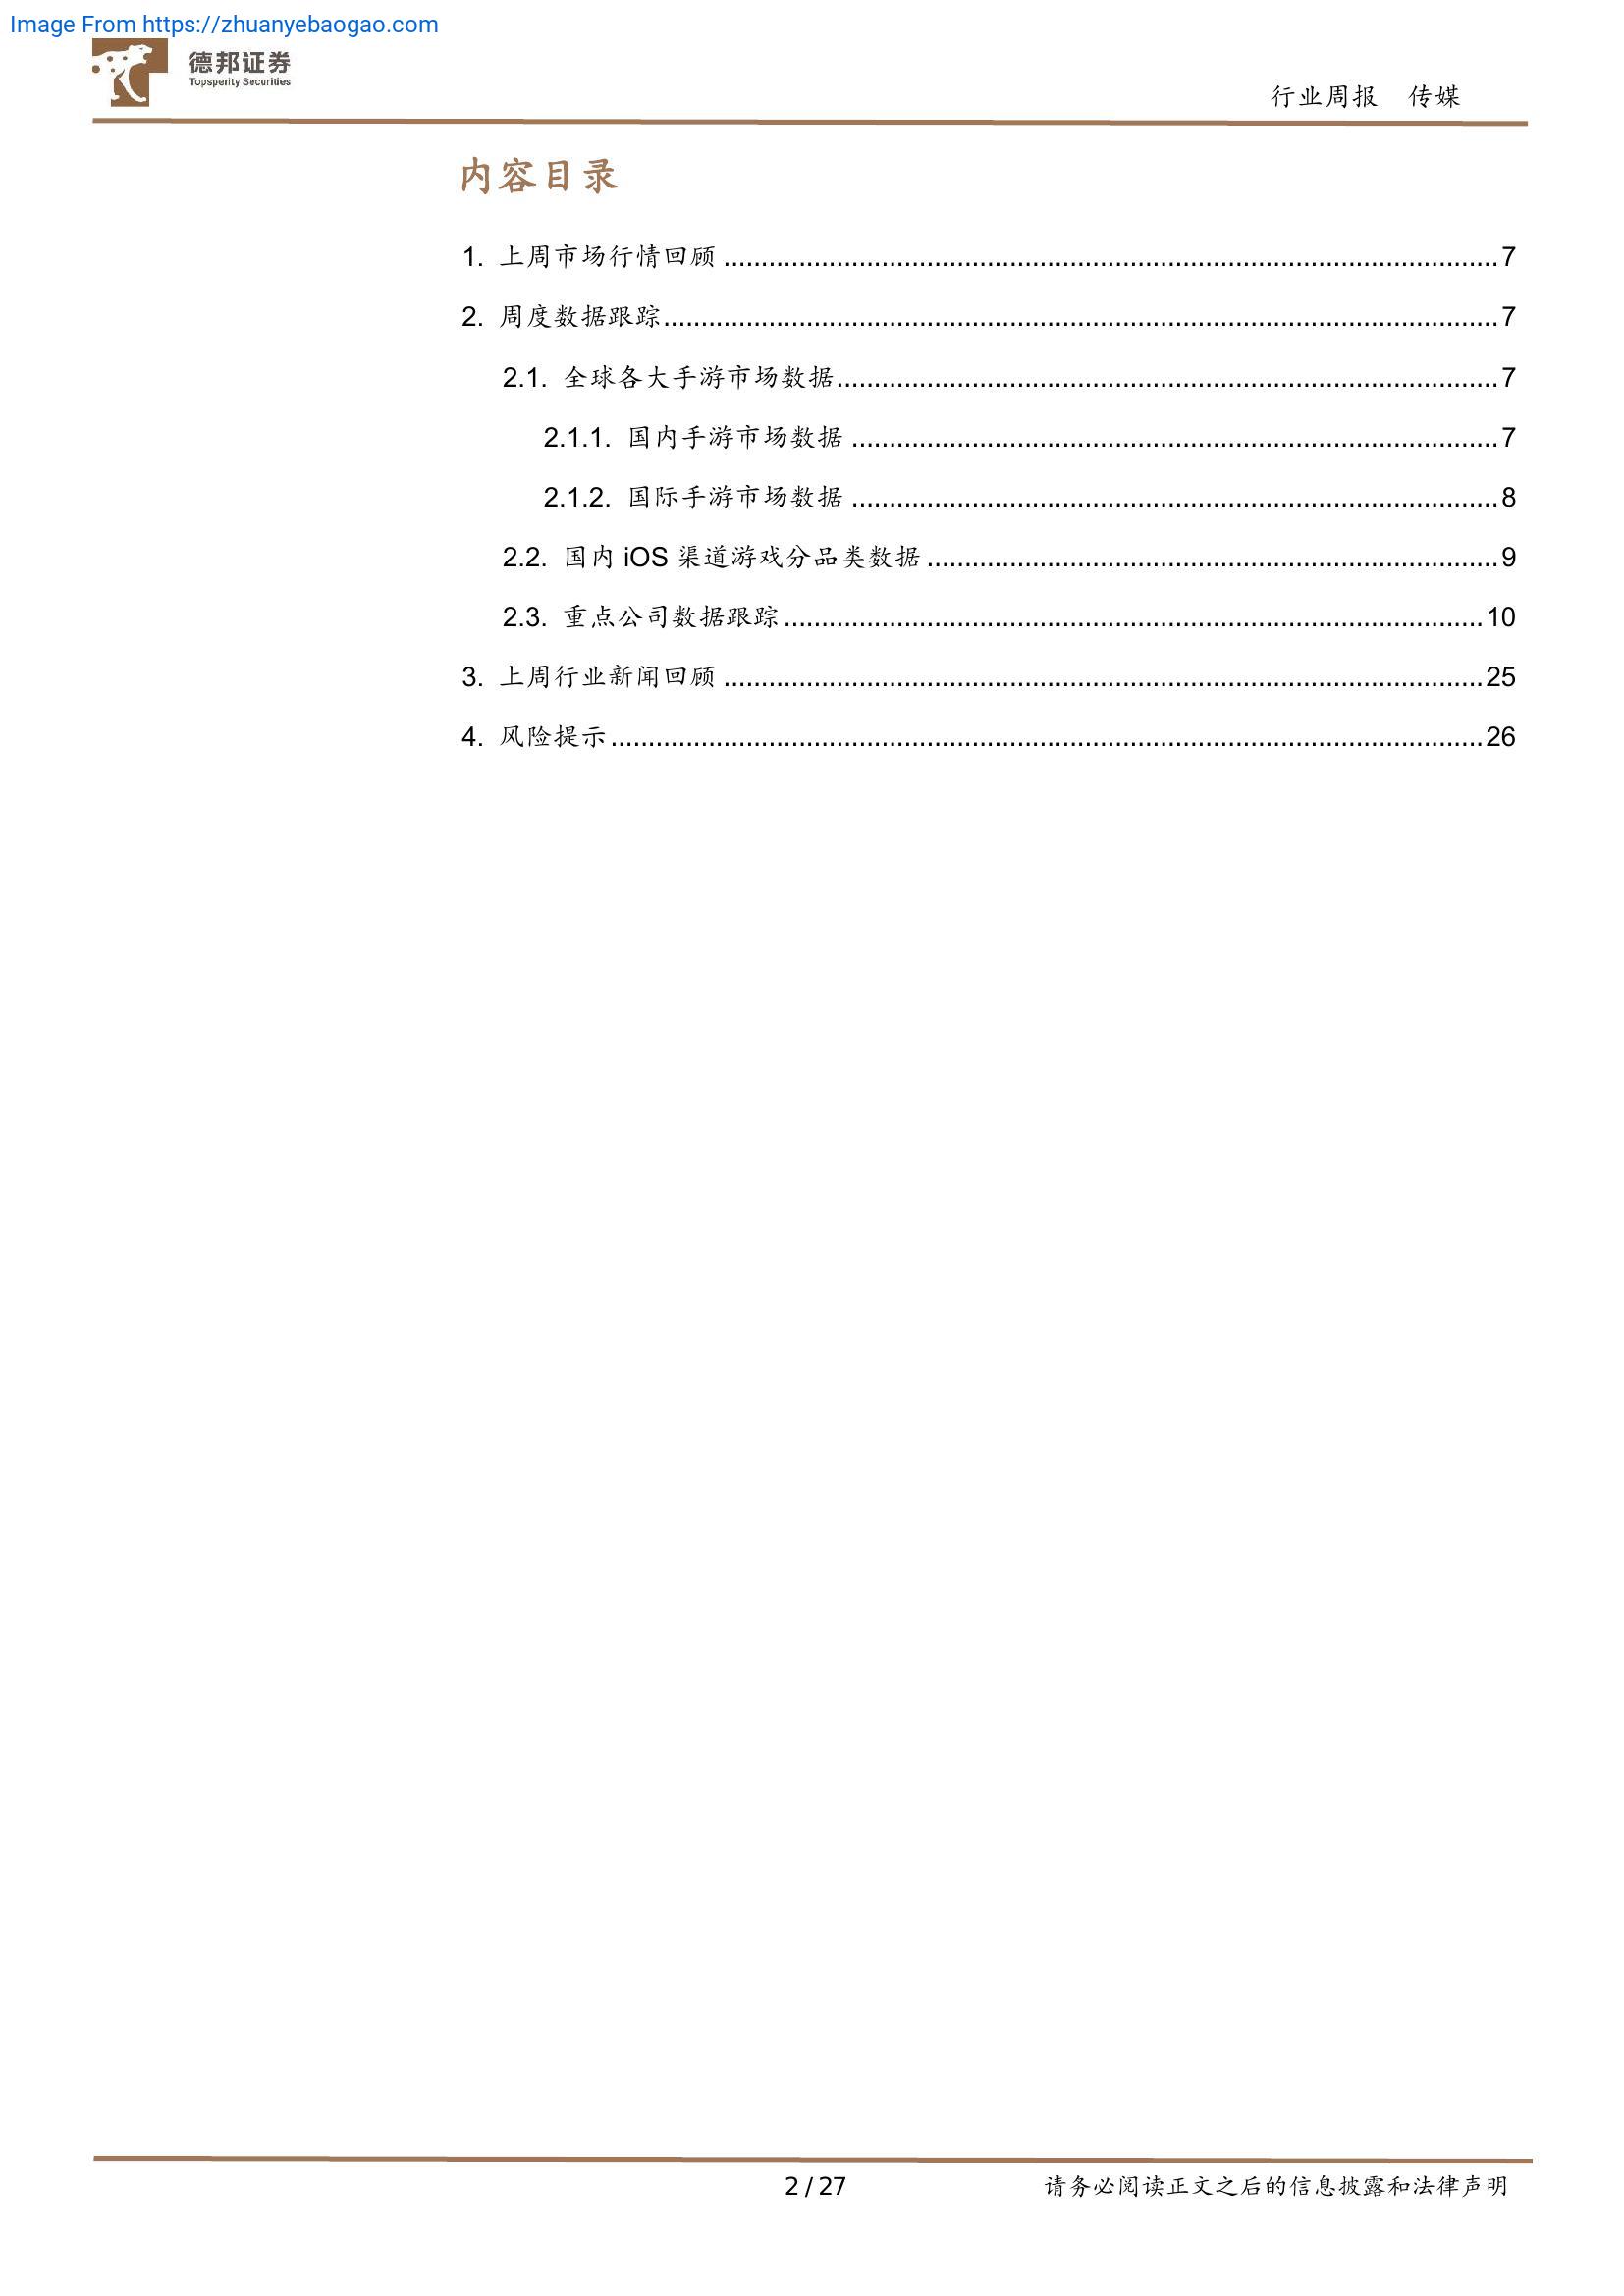 Image From https://zhuanyebaogao.com
德邦证券
Topsperity Securities
行业周报 传媒
内容目录
1. 上周市场行情回顾 ........ 7
2. 周度数据跟踪 ........ 7
2.1. 全球各大手游市场数据 ........ 7
2.1.1. 国内手游市场数据 ........ 7
2.1.2. 国际手游市场数据 ........ 8
2.2. 国内 iOS 渠道游戏分品类数据 ........ 9
2.3. 重点公司数据跟踪 ........ 10
3. 上周行业新闻回顾 ........ 25
4. 风险提示 ........ 26
2 / 27
请务必阅读正文之后的信息披露和法律声明